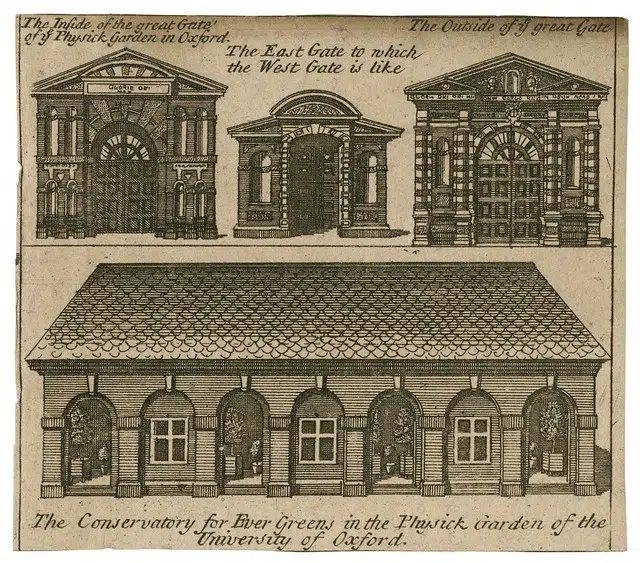 The Inside of the great Gate
of yᵉ Physick Garden in Oxford.
The East Gate to which
the West Gate is like
The Outside of yᵉ great Gate
GLORIÆ DEI
The Conservatory for Ever Greens in the Physick Garden of the
University of Oxford.